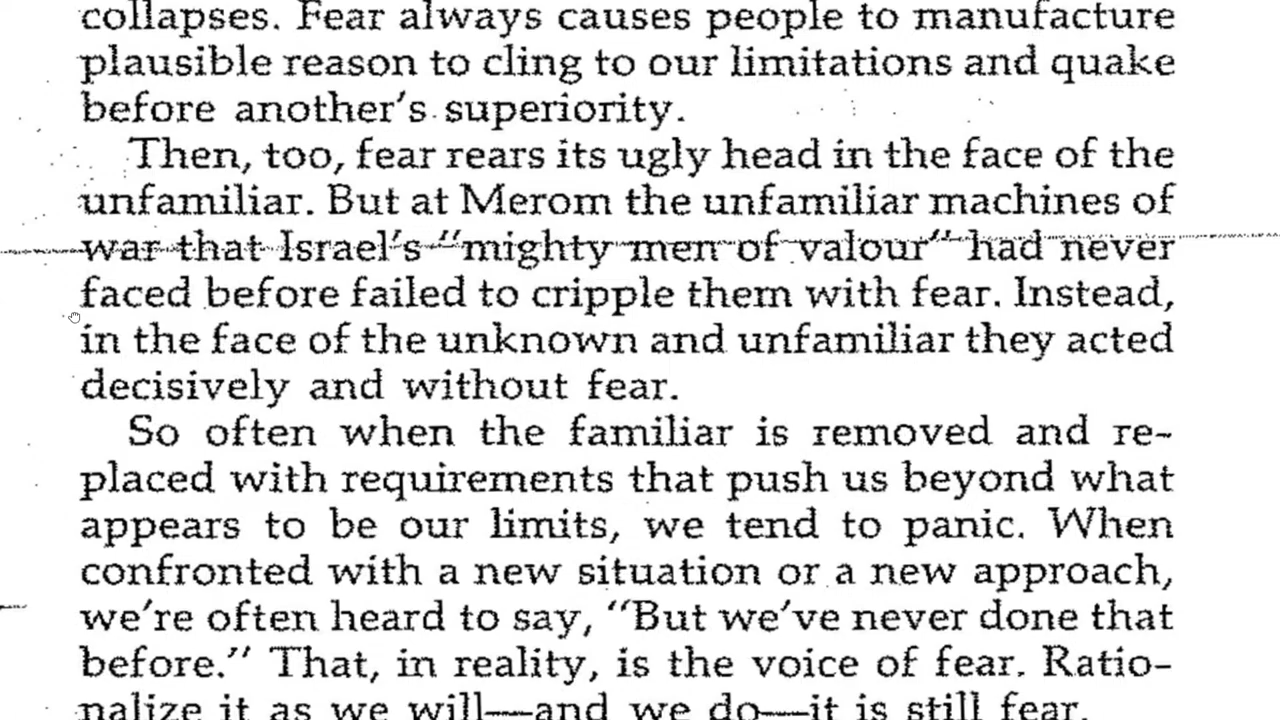 collapses. Fear always causes people to manufacture
plausible reason to cling to our limitations and quake
before another's superiority.
Then, too, fear rears its ugly head in the face of the
unfamiliar. But at Merom the unfamiliar machines of
war that Israel's "mighty men of valour" had never
faced before failed to cripple them with fear. Instead,
in the face of the unknown and unfamiliar they acted
decisively and without fear.
So often when the familiar is removed and re-
placed with requirements that push us beyond what
appears to be our limits, we tend to panic. When
confronted with a new situation or a new approach,
we're often heard to say, "But we've never done that
before." That, in reality, is the voice of fear. Ratio-
nalize it as we will—and we do—it is still fear.